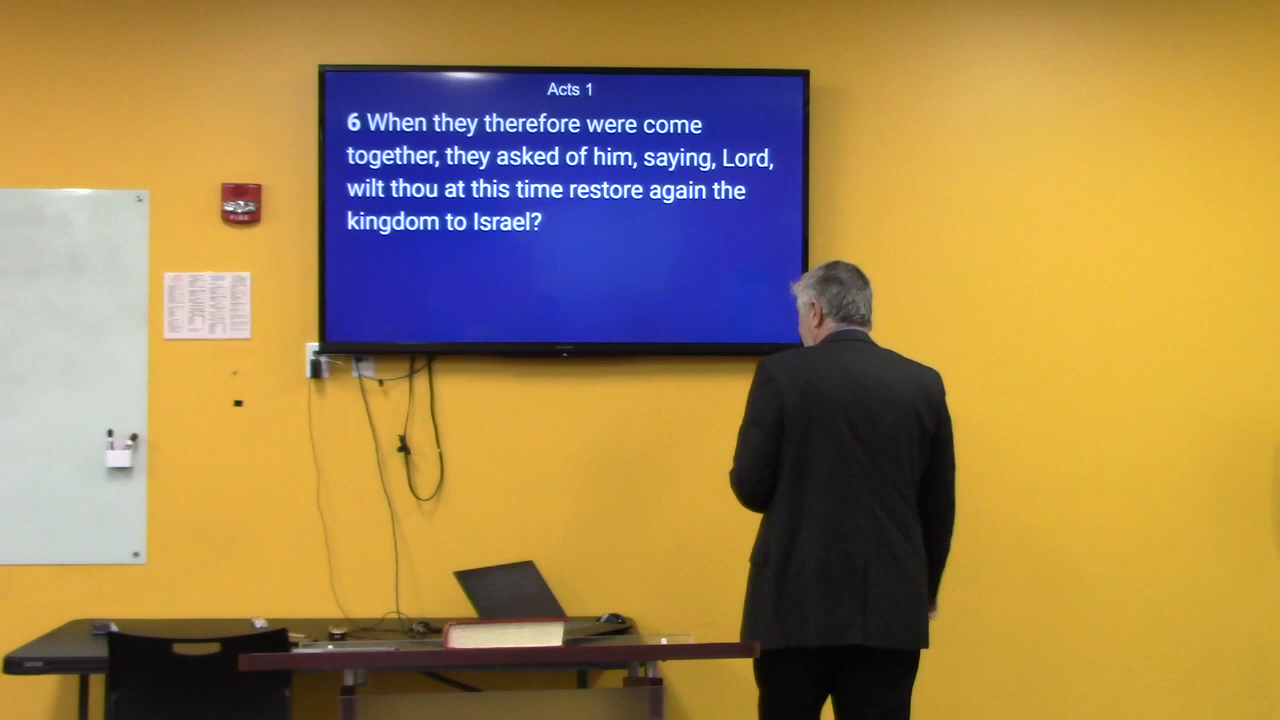 Acts 1
6 When they therefore were come
together, they asked of him, saying, Lord,
wilt thou at this time restore again the
kingdom to Israel?
FIRE